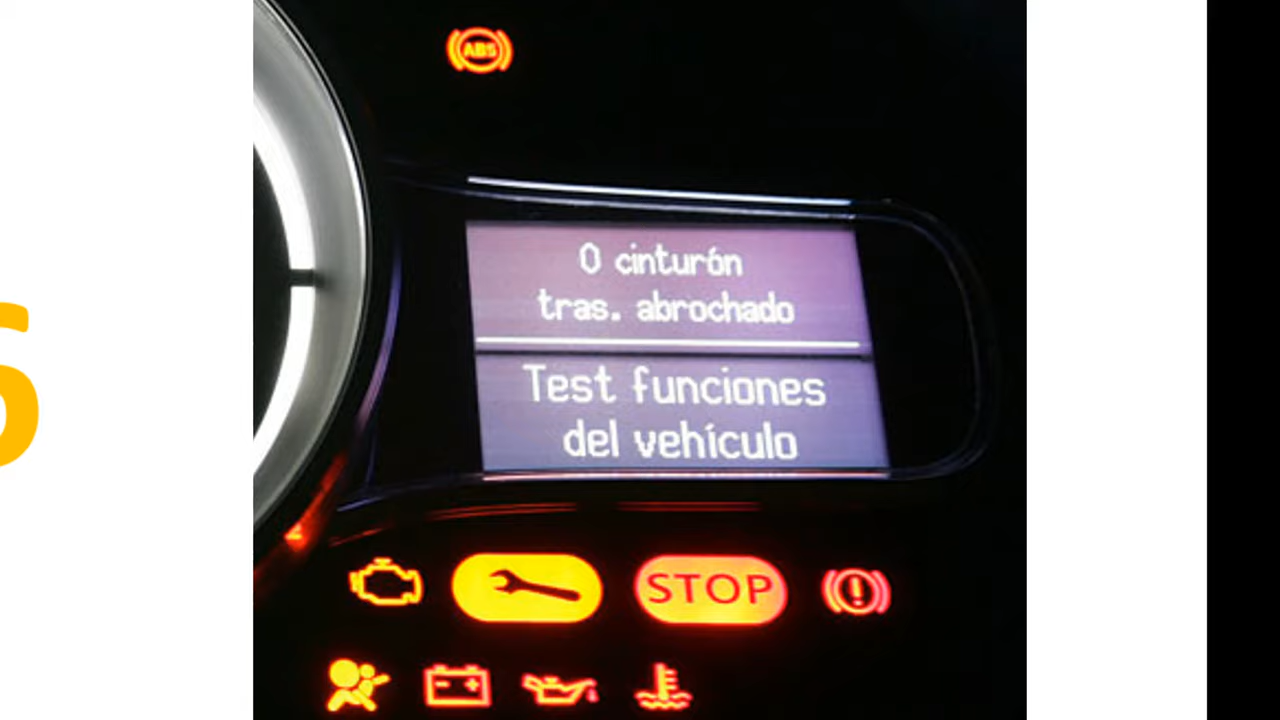 ABS
0 cinturón
tras. abrochado
Test funciones
del vehículo
STOP